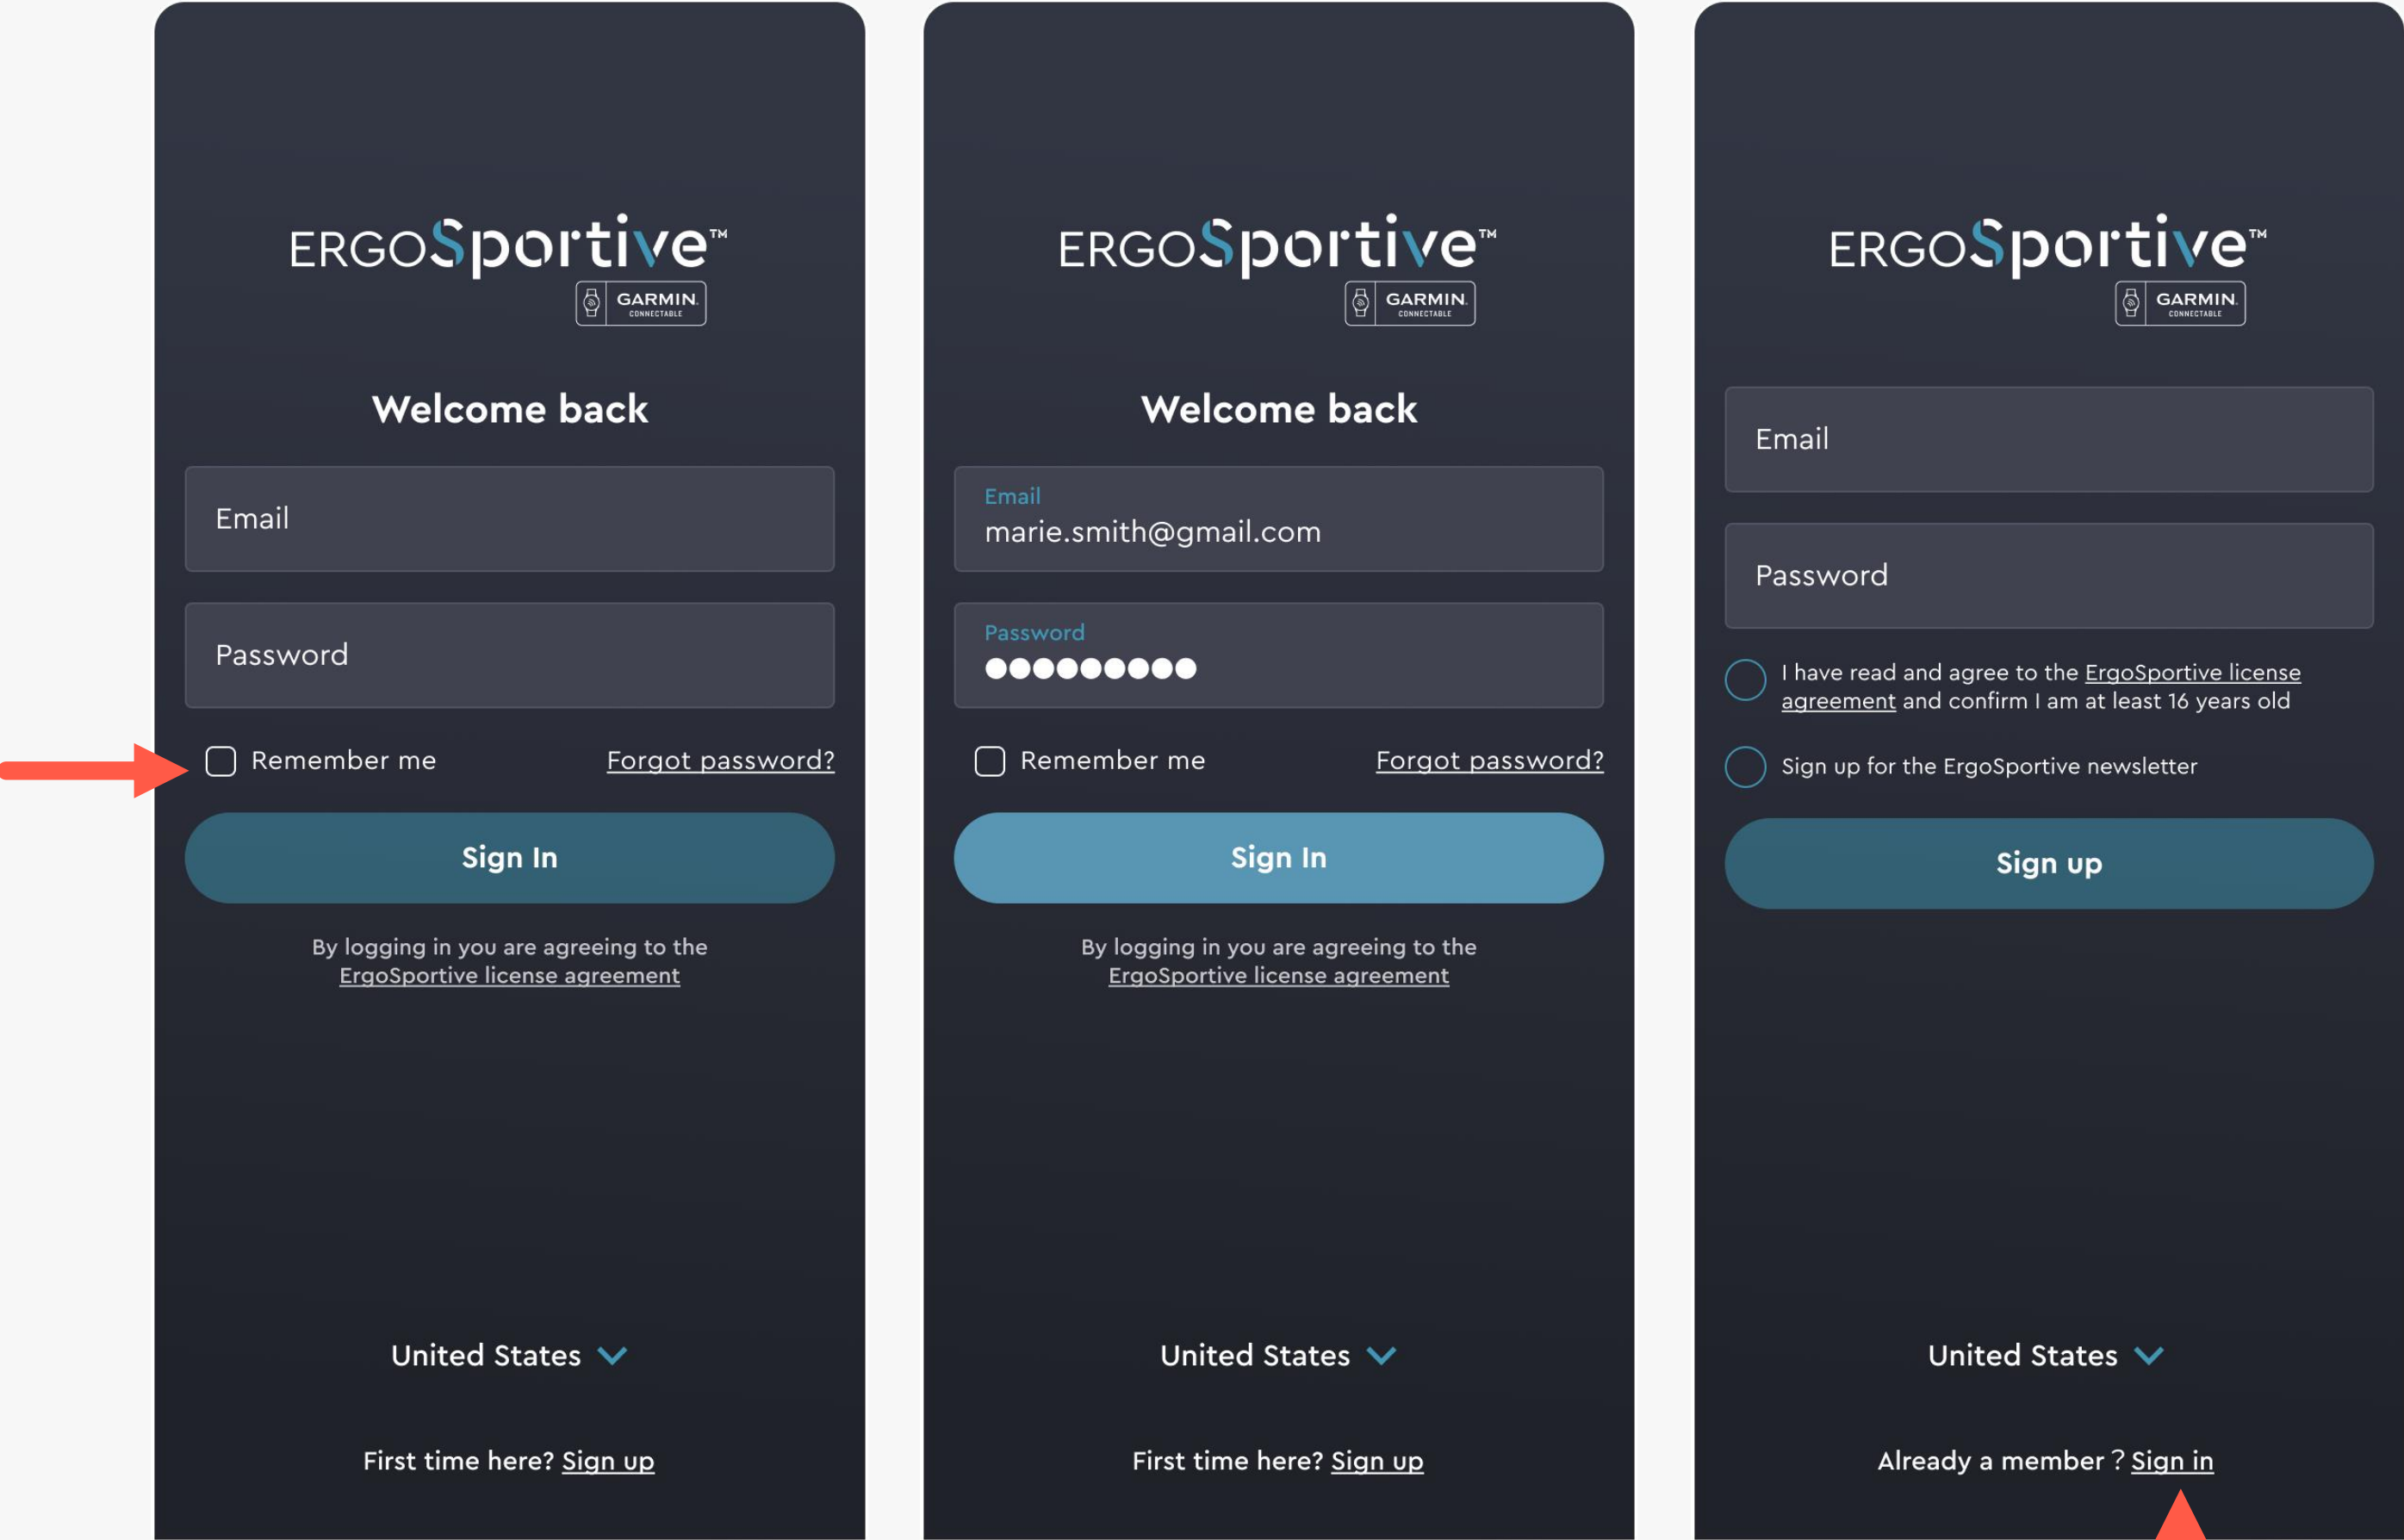 ERGOSportive™
GARMIN.
CONNECTABLE
Welcome back
Email
Password
Remember me
Forgot password?
Sign In
By logging in you are agreeing to the
ErgoSportive license agreement
United States
First time here? Sign up
ERGOSportive™
GARMIN.
CONNECTABLE
Welcome back
Email
marie.smith@gmail.com
Password
●●●●●●●●●
Remember me
Forgot password?
Sign In
By logging in you are agreeing to the
ErgoSportive license agreement
United States
First time here? Sign up
ERGOSportive™
GARMIN.
CONNECTABLE
Email
Password
I have read and agree to the ErgoSportive license
agreement and confirm I am at least 16 years old
Sign up for the ErgoSportive newsletter
Sign up
United States
Already a member ? Sign in